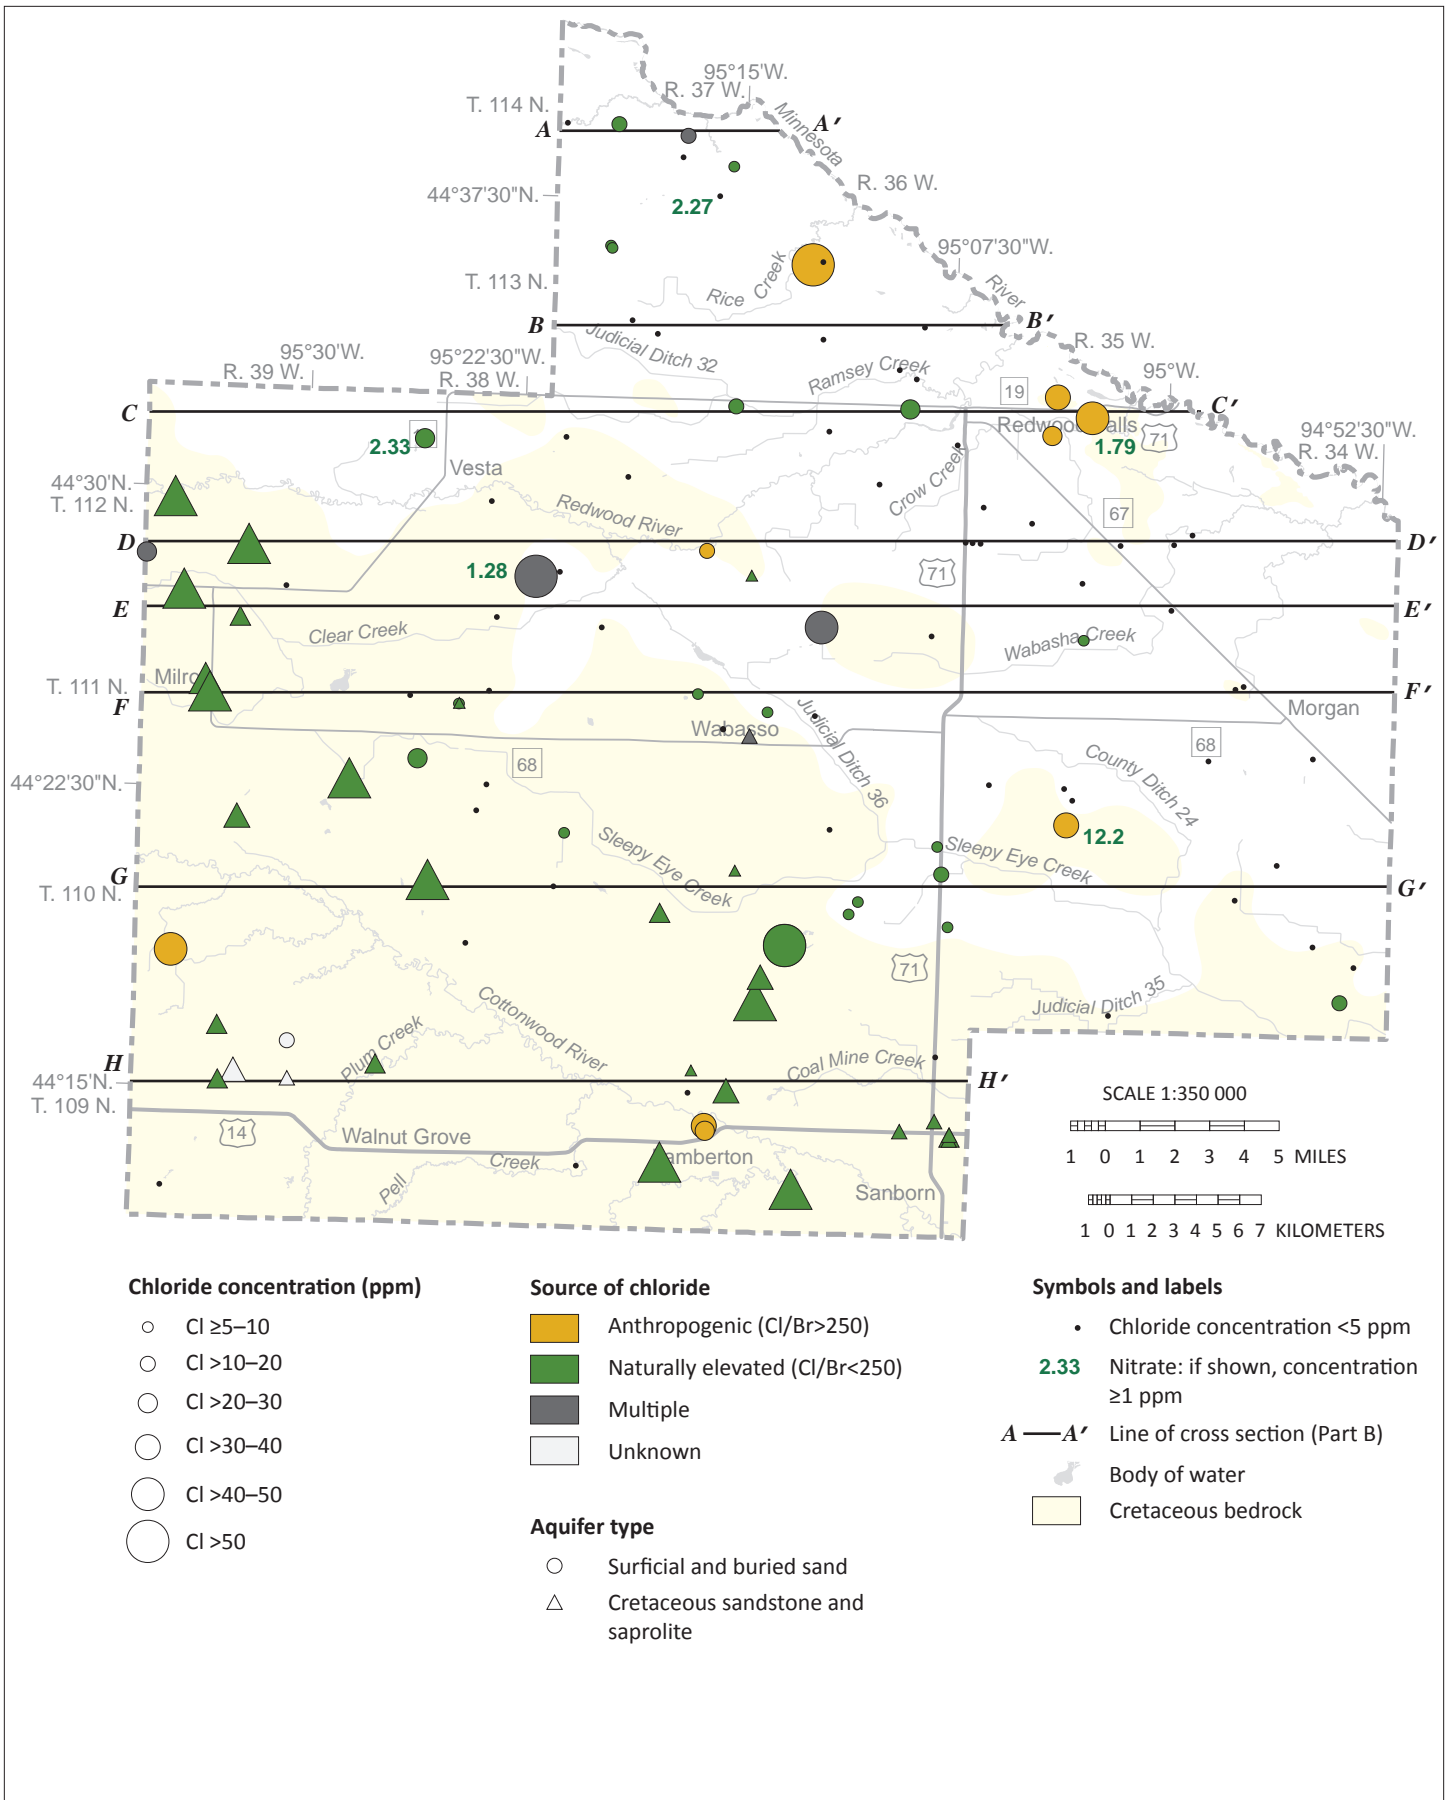 95°15'W.
R. 37 W.
T. 114 N.
A
A′
Minnesota
R. 36 W.
44°37'30"N.
2.27
95°07'30"W.
T. 113 N.
Rice Creek
River
B
B′
Judicial Ditch 32
R. 35 W.
95°30'W.
95°22'30"W.
R. 39 W.
R. 38 W.
Ramsey Creek
95°W.
19
C
C′
Redwood Falls
71
94°52'30"W.
R. 34 W.
2.33
1.79
Vesta
44°30'N.
T. 112 N.
Crow Creek
Redwood River
67
D
D′
1.28
71
E
E′
Clear Creek
Wabasha Creek
Milro
T. 111 N.
F
F′
Morgan
Wabasso
Judicial Ditch 36
68
68
County Ditch 24
44°22'30"N.
12.2
Sleepy Eye Creek
Sleepy Eye Creek
G
G′
T. 110 N.
71
Cottonwood River
Judicial Ditch 35
Plum Creek
Coal Mine Creek
H
H′
44°15'N.
T. 109 N.
14
Walnut Grove
amberton
Pell Creek
Sanborn
SCALE 1:350 000
1 0 1 2 3 4 5 MILES
1 0 1 2 3 4 5 6 7 KILOMETERS
Chloride concentration (ppm)
Cl ≥5–10
Cl >10–20
Cl >20–30
Cl >30–40
Cl >40–50
Cl >50
Source of chloride
Anthropogenic (Cl/Br>250)
Naturally elevated (Cl/Br<250)
Multiple
Unknown
Aquifer type
Surficial and buried sand
Cretaceous sandstone and
saprolite
Symbols and labels
Chloride concentration <5 ppm
2.33 Nitrate: if shown, concentration
≥1 ppm
A A′ Line of cross section (Part B)
Body of water
Cretaceous bedrock